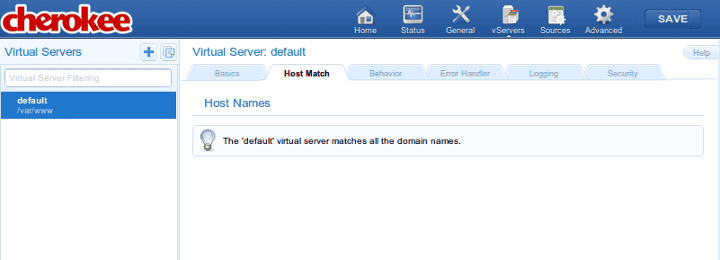 cherokee
Home Status General vServers Sources Advanced SAVE
Virtual Servers
Virtual Server: default
Help
Virtual Server Filtering
Basics Host Match Behavior Error Handler Logging Security
default
/var/www
Host Names
The 'default' virtual server matches all the domain names.